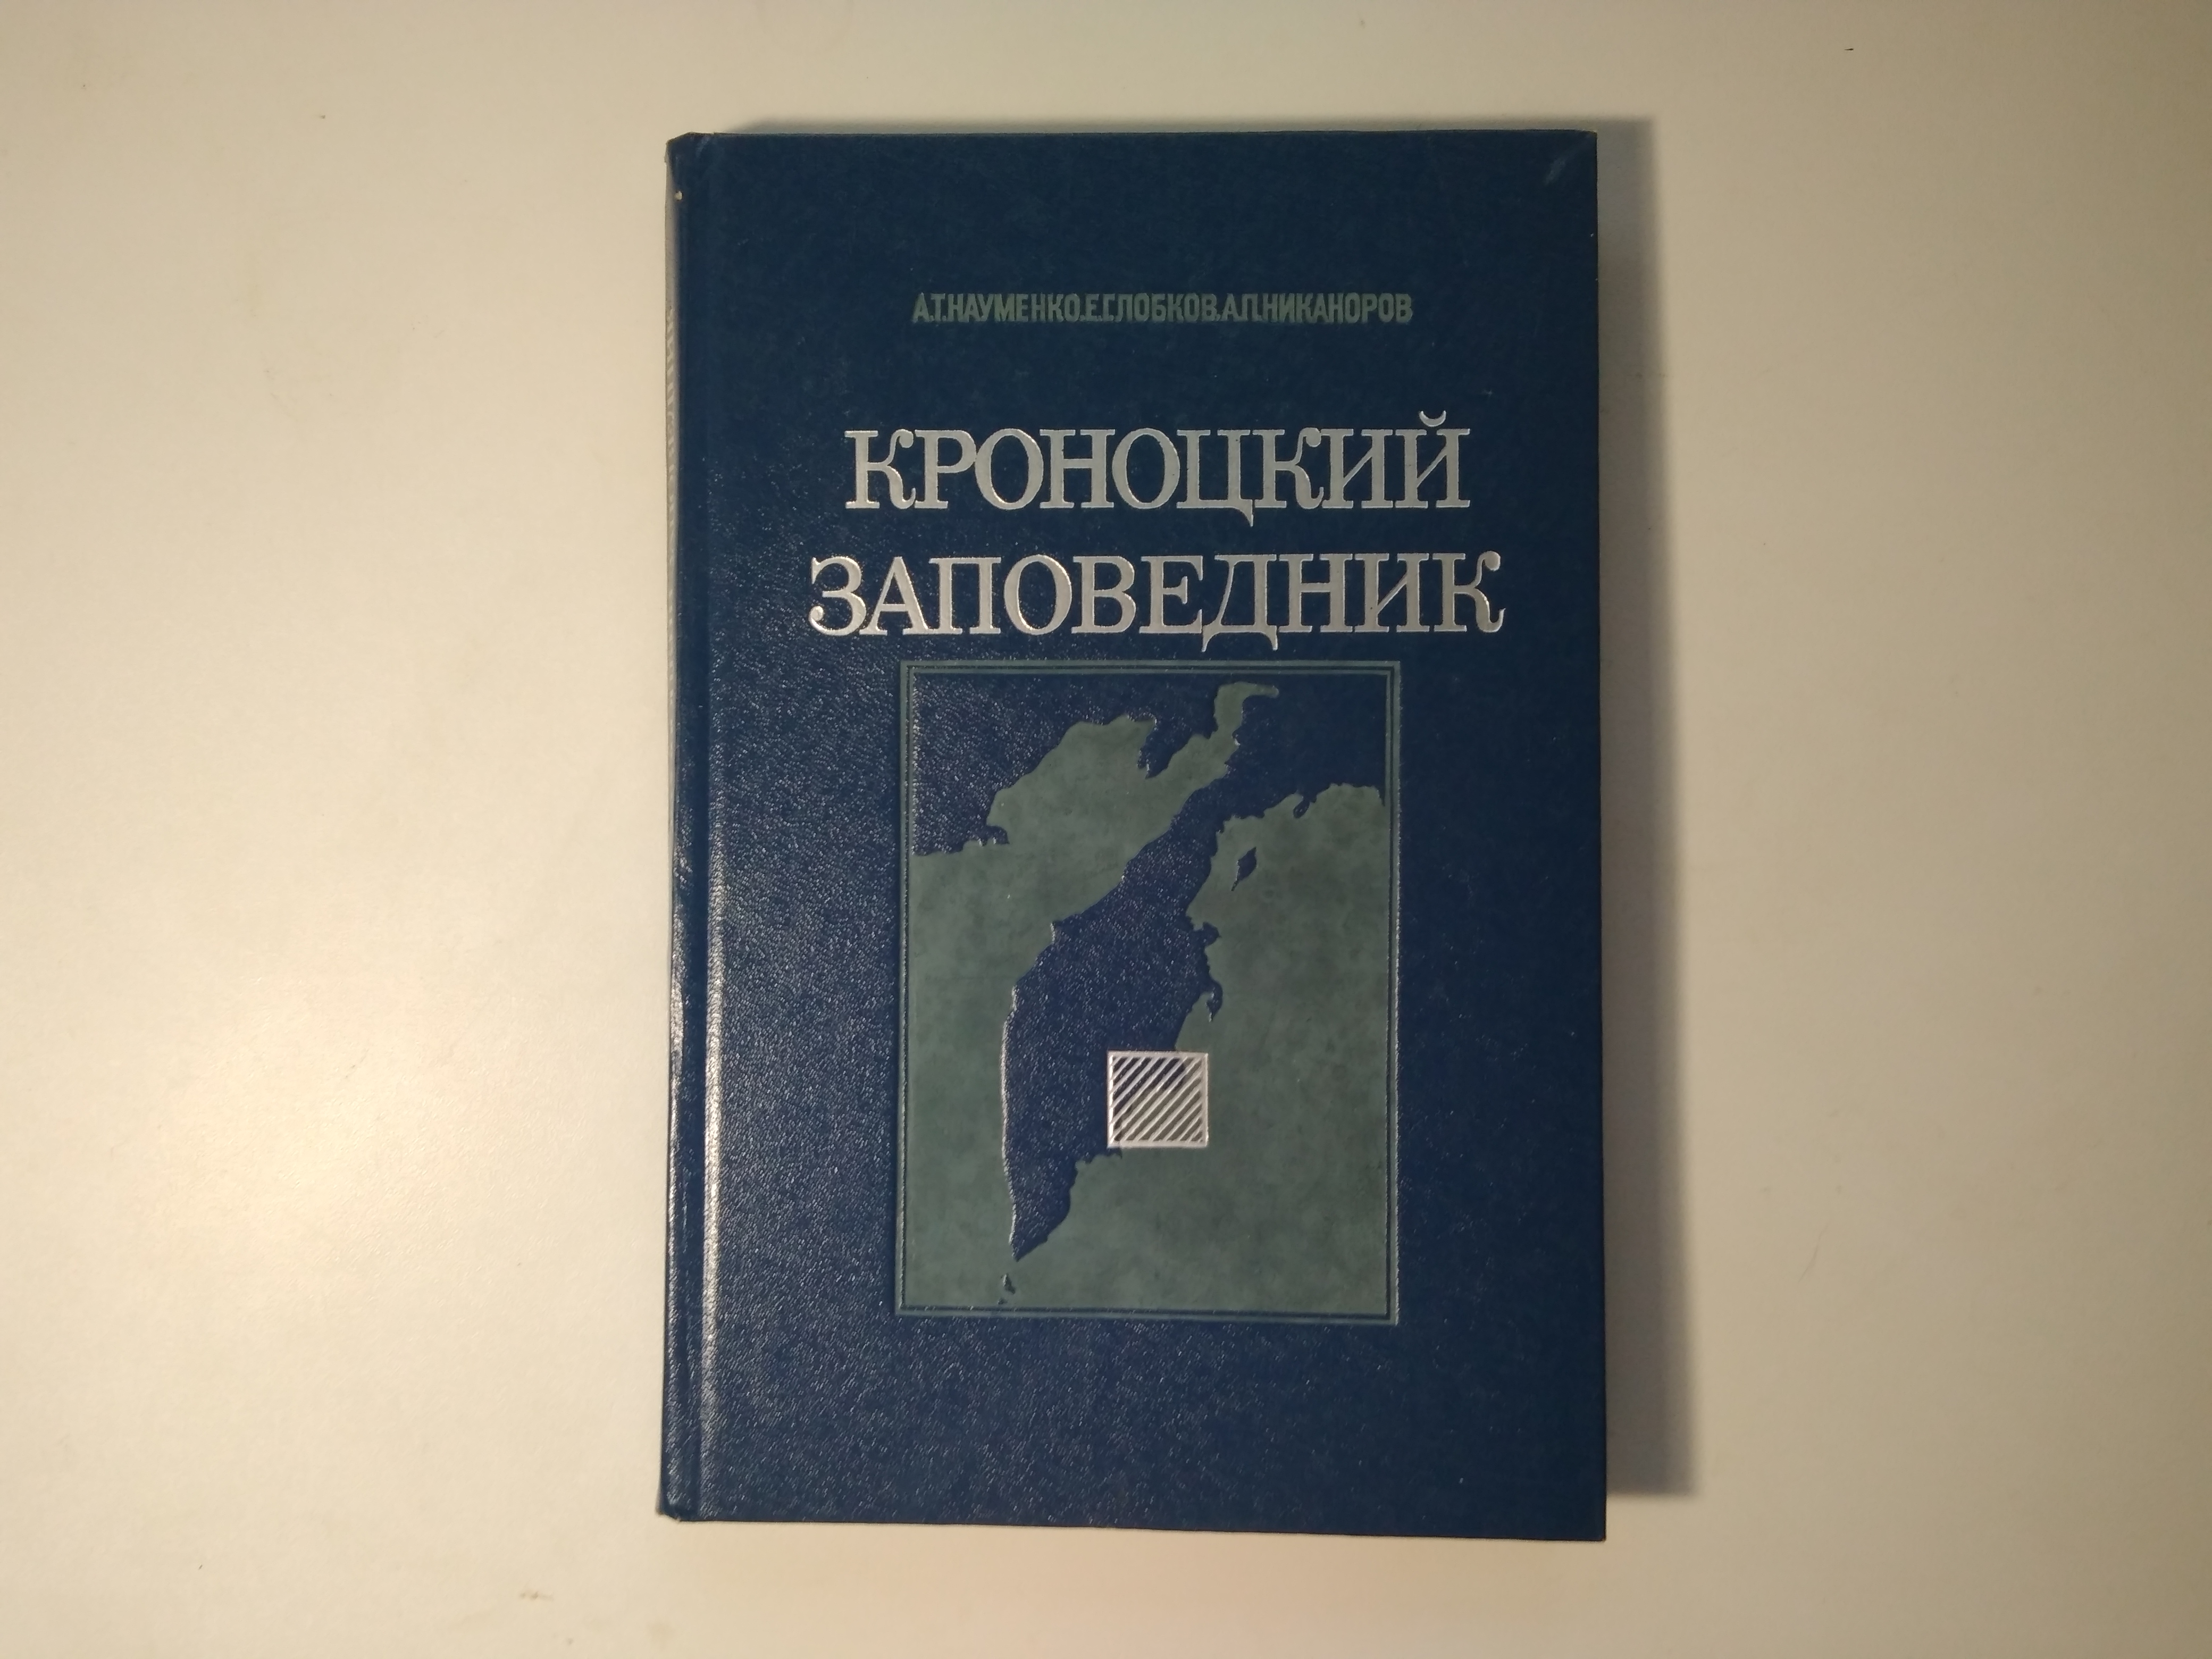 А.Т.НАУМЕНКО.Е.Г.ЛОБКОВ.А.П.НИКАНОРОВ
КРОНОЦКИЙ
ЗАПОВЕДНИК